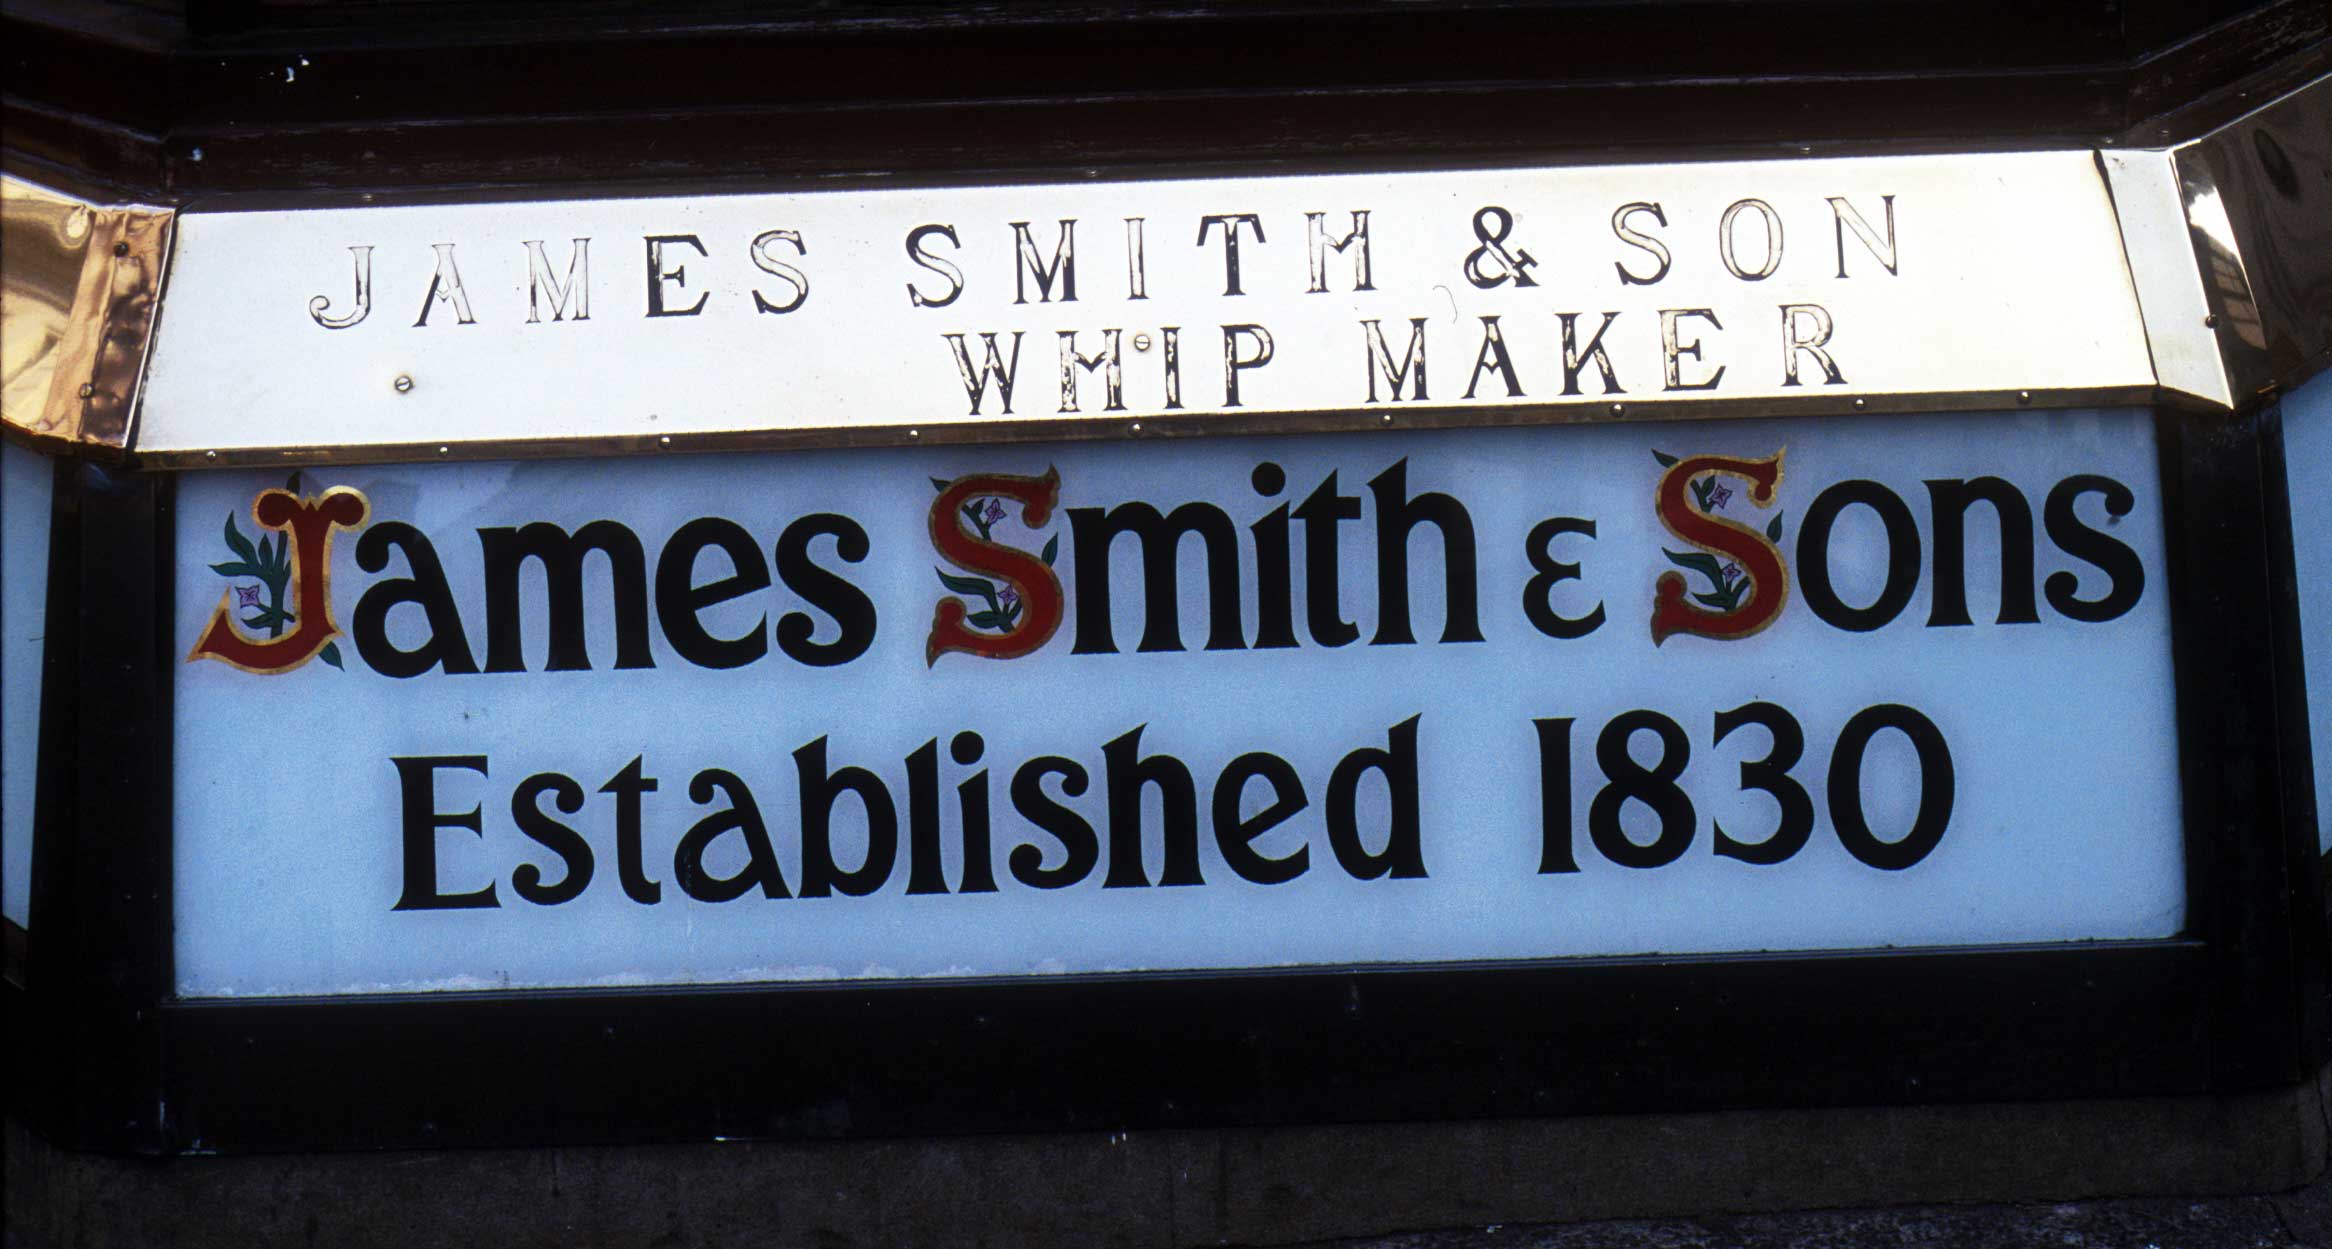 JAMES SMITH & SON
WHIP MAKER
James Smith & Sons
Established 1830